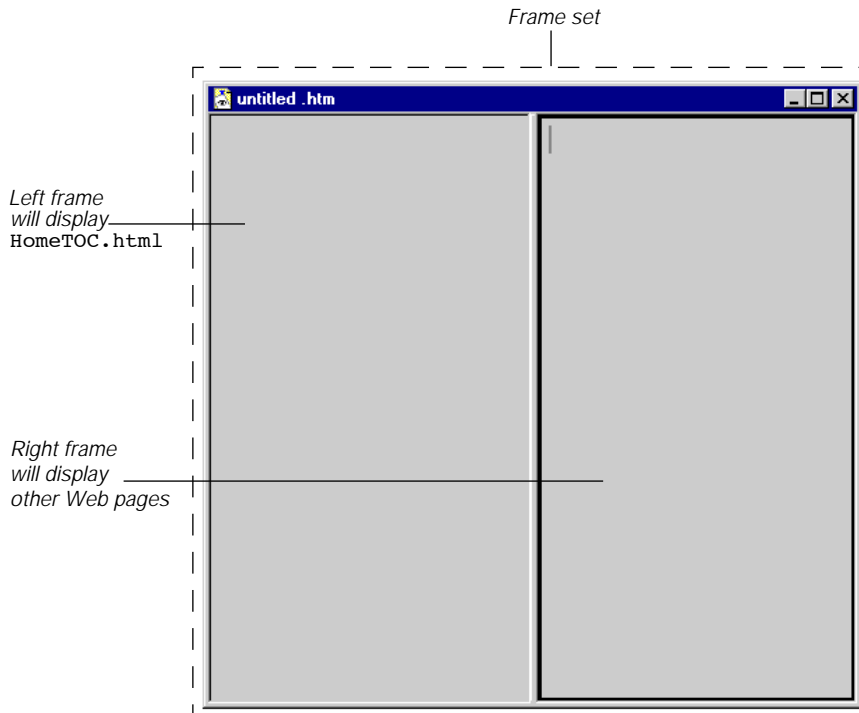 Frame set
untitled .htm
Left frame
will display
HomeTOC.html
Right frame
will display
other Web pages